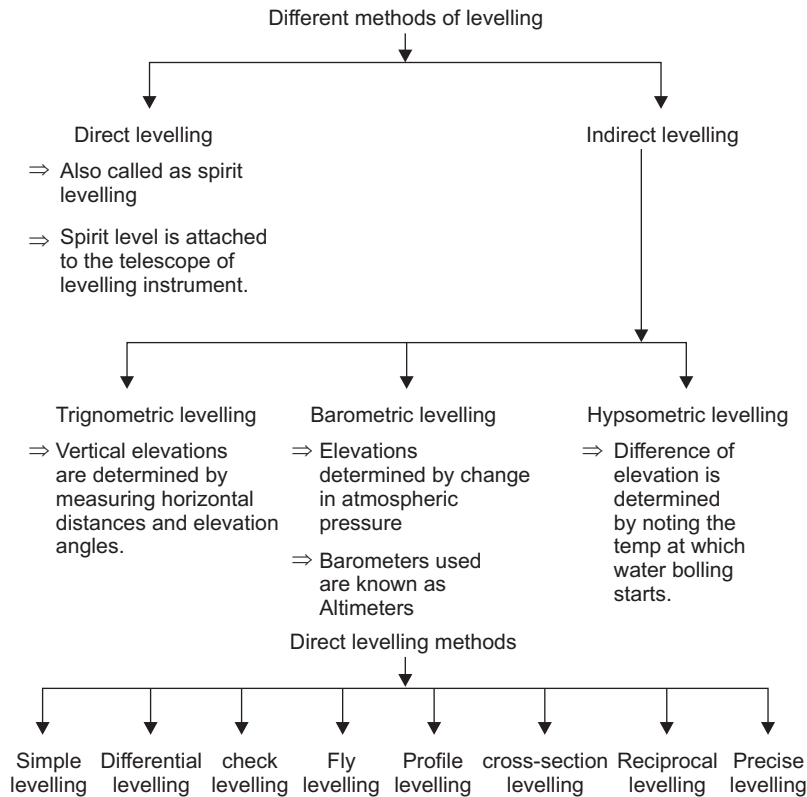 Different methods of levelling
Direct levelling
⇒ Also called as spirit
levelling
⇒ Spirit level is attached
to the telescope of
levelling instrument.
Indirect levelling
Trignometric levelling
⇒ Vertical elevations
are determined by
measuring horizontal
distances and elevation
angles.
Barometric levelling
⇒ Elevations
determined by change
in atmospheric
pressure
⇒ Barometers used
are known as
Altimeters
Hypsometric levelling
⇒ Difference of
elevation is
determined
by noting the
temp at which
water bolling
starts.
Direct levelling methods
Simple
levelling
Differential
levelling
check
levelling
Fly
levelling
Profile
levelling
cross-section
levelling
Reciprocal
levelling
Precise
levelling